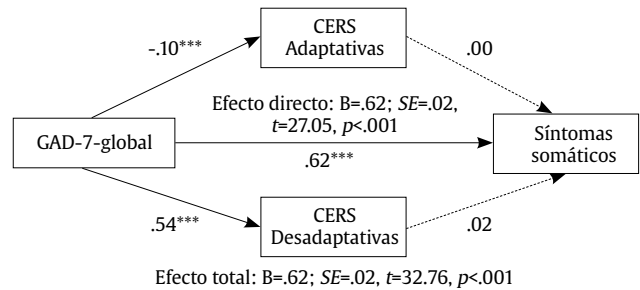 CERS
Adaptativas
-.10***
.00
Efecto directo: B=.62; SE=.02,
t=27.05, p<.001
GAD-7-global
Síntomas
somáticos
.62***
.54***
CERS
Desadaptativas
.02
Efecto total: B=.62; SE=.02, t=32.76, p<.001